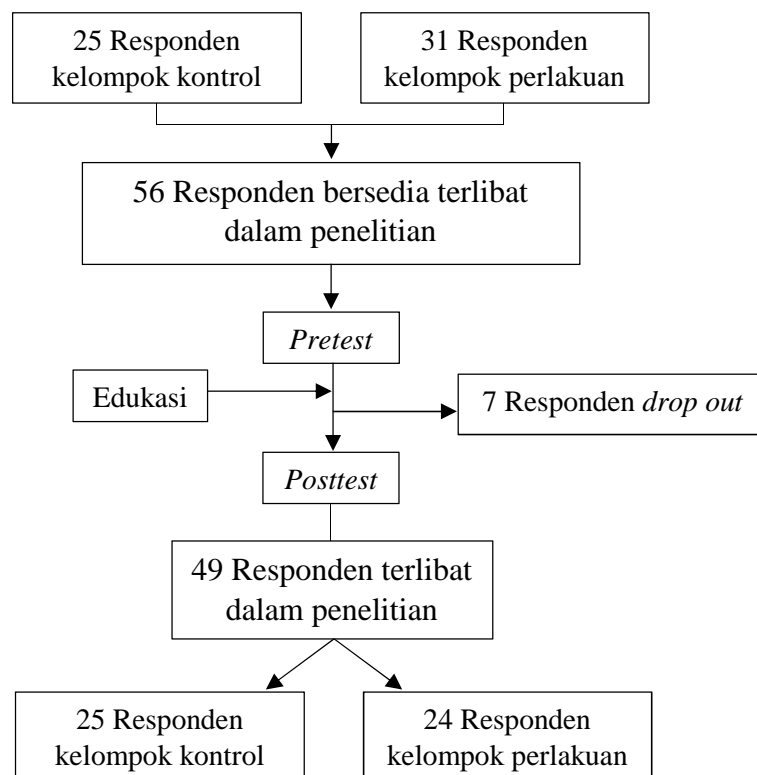 25 Responden
kelompok kontrol
31 Responden
kelompok perlakuan
56 Responden bersedia terlibat
dalam penelitian
Pretest
Edukasi
7 Responden drop out
Posttest
49 Responden terlibat
dalam penelitian
25 Responden
kelompok kontrol
24 Responden
kelompok perlakuan